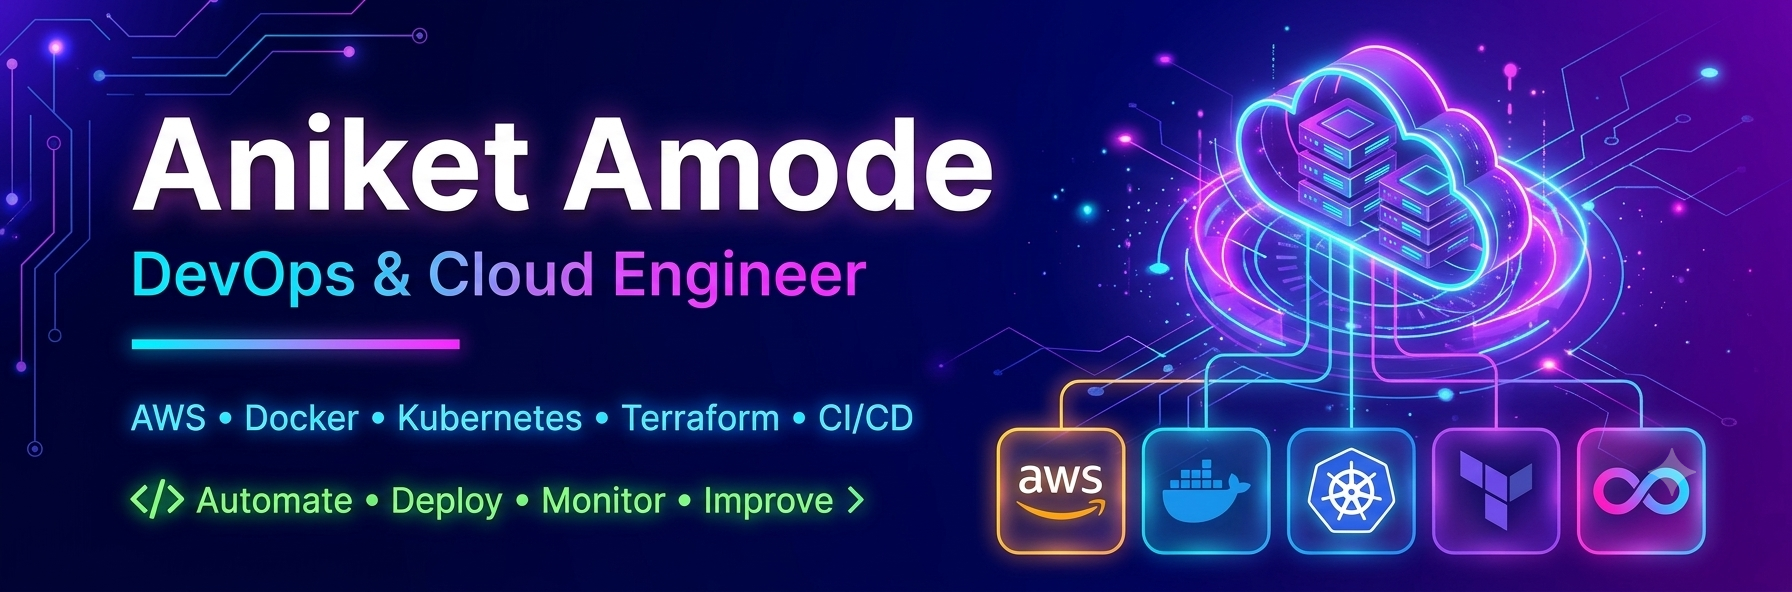 Aniket Amode
DevOps & Cloud Engineer
AWS • Docker • Kubernetes • Terraform • CI/CD
</> Automate • Deploy • Monitor • Improve >
aws